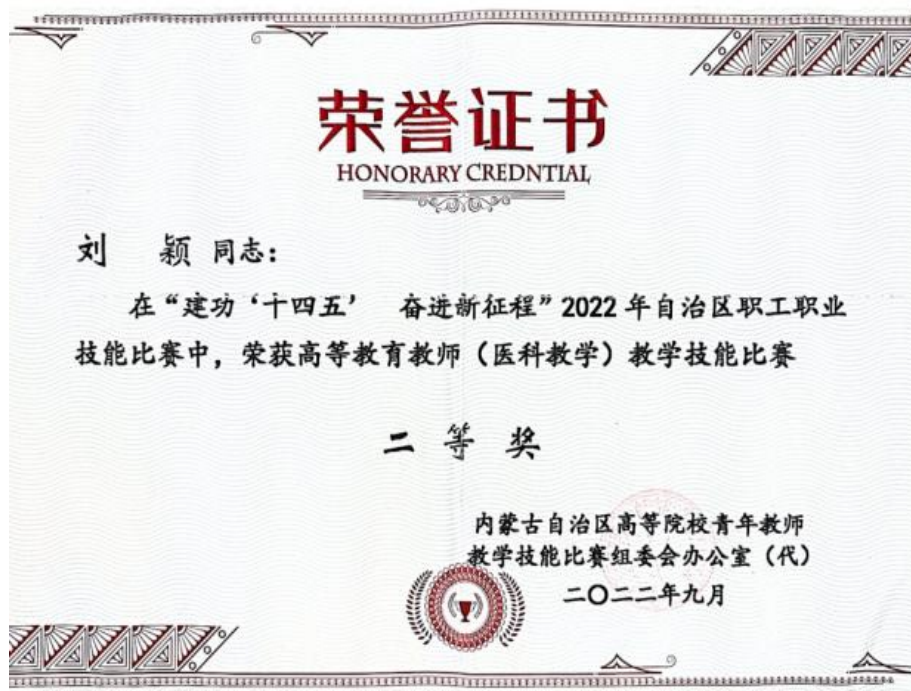 荣誉证书
HONORARY CREDNTIAL
刘 颖 同志：
在“建功‘十四五’ 奋进新征程”2022年自治区职工职业
技能比赛中，荣获高等教育教师（医科教学）教学技能比赛
二等奖
内蒙古自治区高等院校青年教师
教学技能比赛组委会办公室（代）
二〇二二年九月